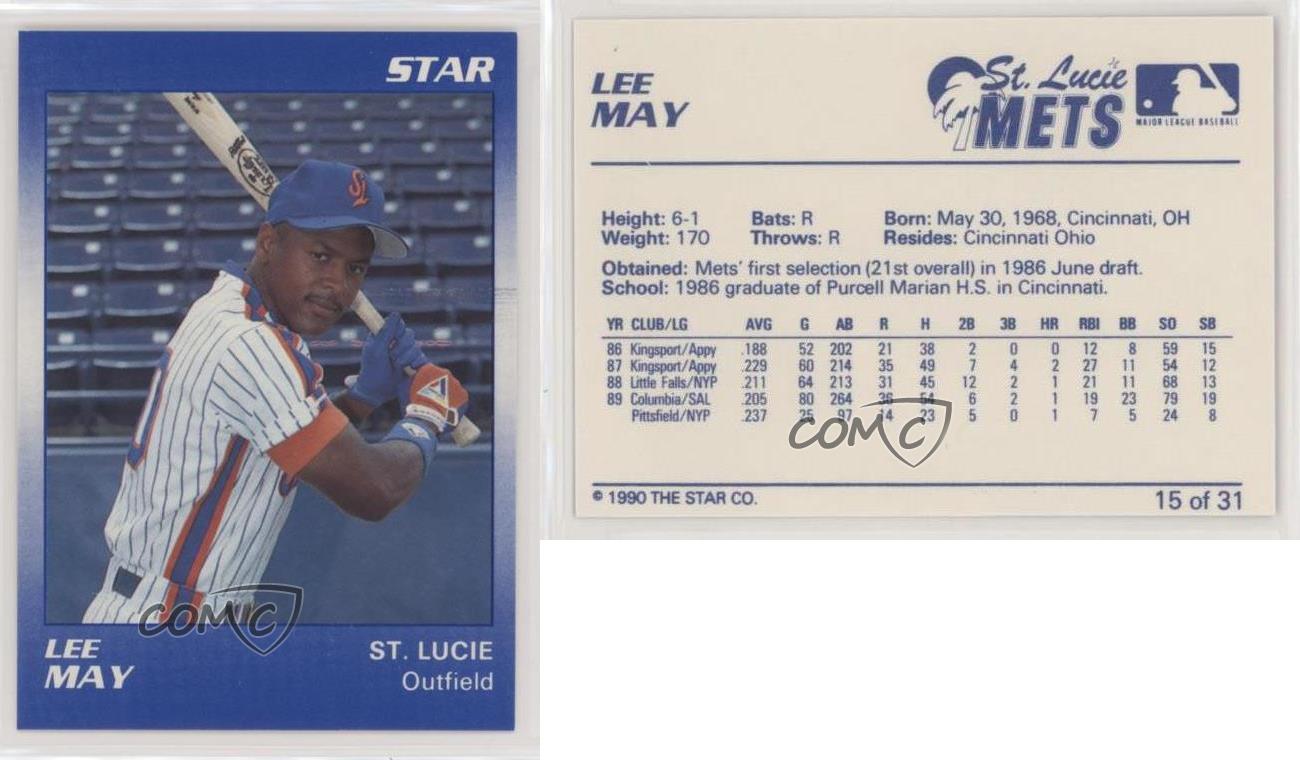 STAR
SL
LEE
MAY
ST. LUCIE
Outfield
COMC
LEE
MAY
St. Lucie
METS
MAJOR LEAGUE BASEBALL
Height: 6-1 Bats: R Born: May 30, 1968, Cincinnati, OH
Weight: 170 Throws: R Resides: Cincinnati Ohio
Obtained: Mets' first selection (21st overall) in 1986 June draft.
School: 1986 graduate of Purcell Marian H.S. in Cincinnati.
YR CLUB/LG AVG G AB R H 2B 3B HR RBI BB SO SB
86 Kingsport/Appy .188 52 202 21 38 2 0 0 12 8 59 15
87 Kingsport/Appy .229 60 214 35 49 7 4 2 27 11 54 12
88 Little Falls/NYP .211 64 213 31 45 12 2 1 21 11 68 13
89 Columbia/SAL .205 80 264 36 54 6 2 1 19 23 79 19
Pittsfield/NYP .237 25 97 14 23 5 0 1 7 5 24 8
COMC
© 1990 THE STAR CO.
15 of 31